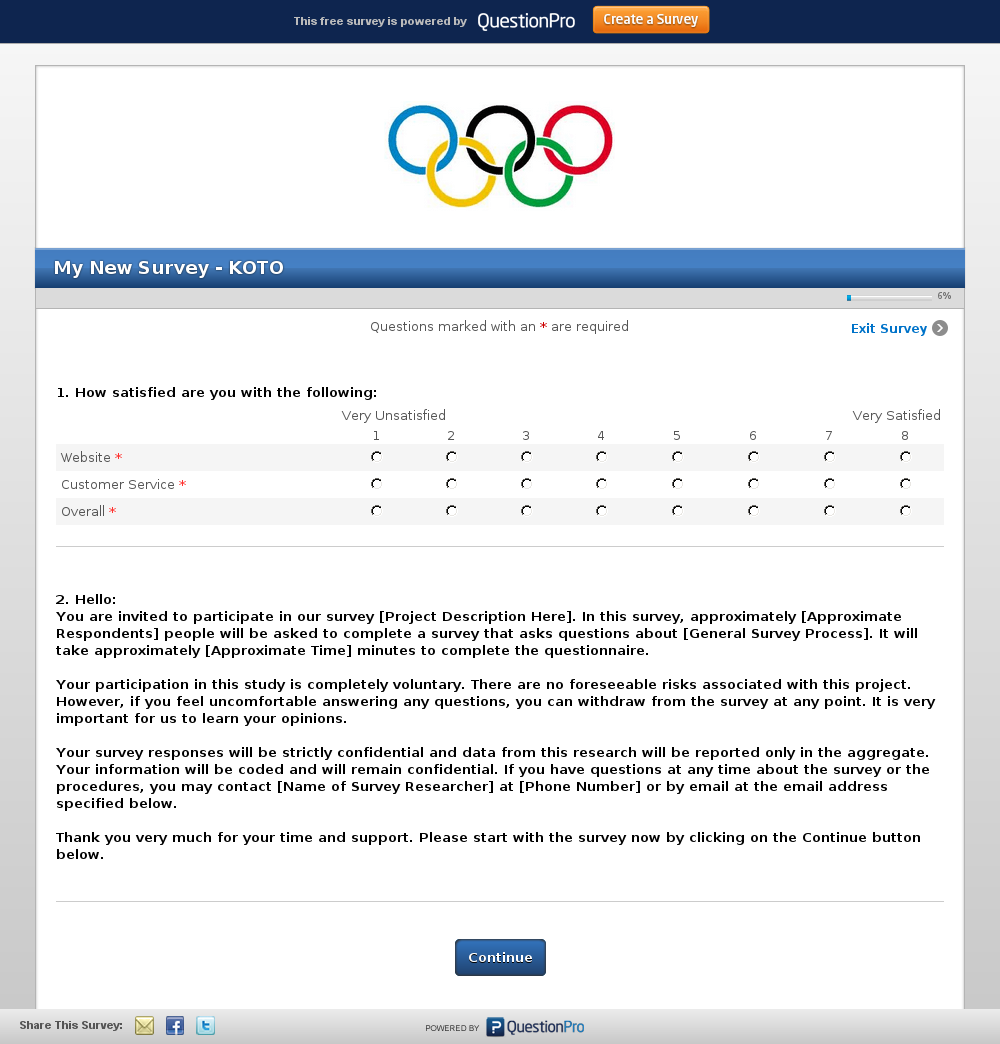 This free survey is powered by QuestionPro Create a Survey
My New Survey - KOTO
6%
Questions marked with an * are required
Exit Survey
1. How satisfied are you with the following:
Very Unsatisfied Very Satisfied
1 2 3 4 5 6 7 8
Website *
Customer Service *
Overall *
2. Hello:
You are invited to participate in our survey [Project Description Here]. In this survey, approximately [Approximate
Respondents] people will be asked to complete a survey that asks questions about [General Survey Process]. It will
take approximately [Approximate Time] minutes to complete the questionnaire.
Your participation in this study is completely voluntary. There are no foreseeable risks associated with this project.
However, if you feel uncomfortable answering any questions, you can withdraw from the survey at any point. It is very
important for us to learn your opinions.
Your survey responses will be strictly confidential and data from this research will be reported only in the aggregate.
Your information will be coded and will remain confidential. If you have questions at any time about the survey or the
procedures, you may contact [Name of Survey Researcher] at [Phone Number] or by email at the email address
specified below.
Thank you very much for your time and support. Please start with the survey now by clicking on the Continue button
below.
Continue
Share This Survey: POWERED BY QuestionPro